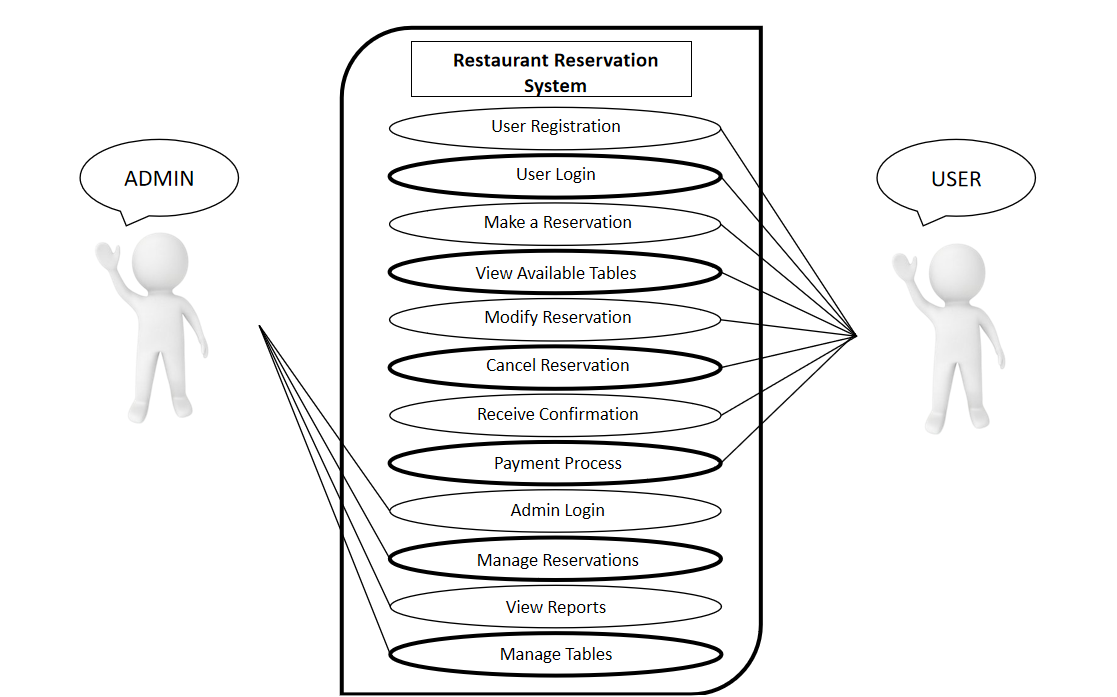 Restaurant Reservation
System
User Registration
ADMIN
User Login
USER
Make a Reservation
View Available Tables
Modify Reservation
Cancel Reservation
Receive Confirmation
Payment Process
Admin Login
Manage Reservations
View Reports
Manage Tables